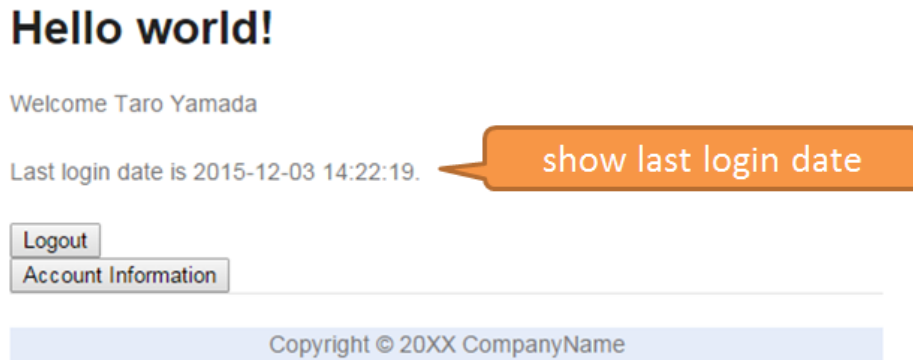 Hello world!
Welcome Taro Yamada
Last login date is 2015-12-03 14:22:19.
show last login date
Logout
Account Information
Copyright © 20XX CompanyName